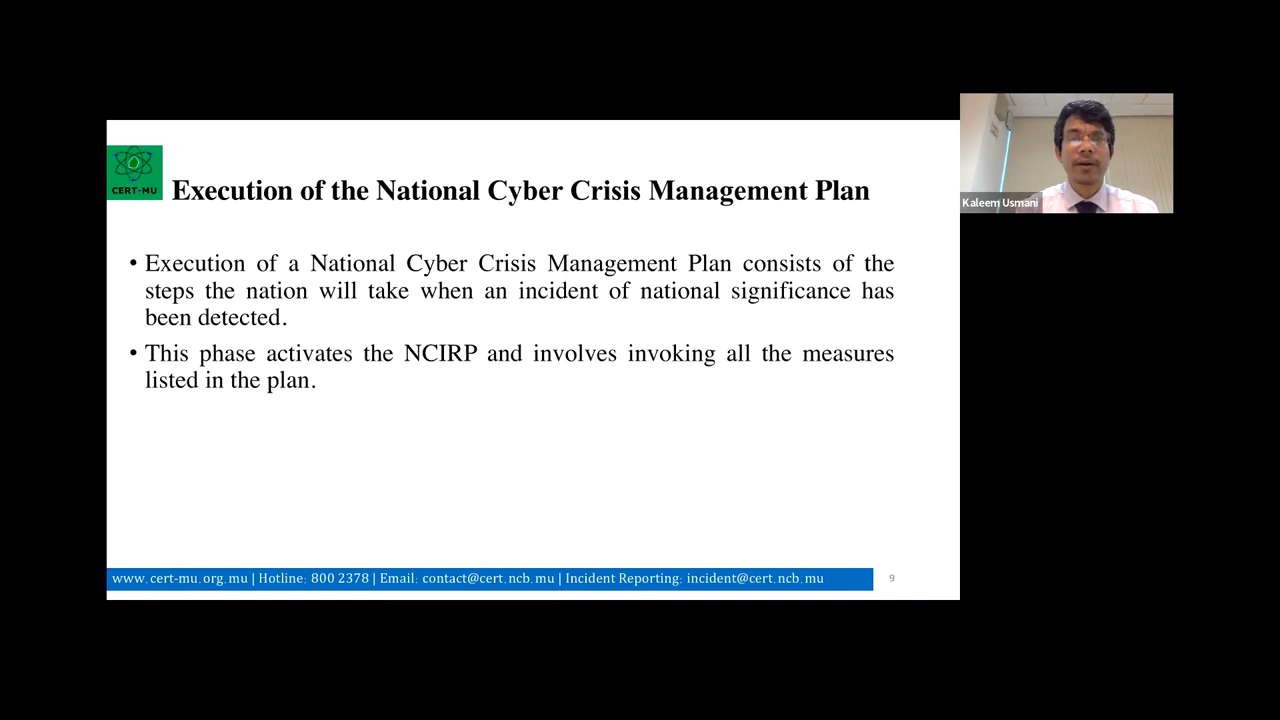 CERT-MU
Execution of the National Cyber Crisis Management Plan
• Execution of a National Cyber Crisis Management Plan consists of the
steps the nation will take when an incident of national significance has
been detected.
• This phase activates the NCIRP and involves invoking all the measures
listed in the plan.
www.cert-mu.org.mu | Hotline: 800 2378 | Email: contact@cert.ncb.mu | Incident Reporting: incident@cert.ncb.mu
9
Kaleem Usmani